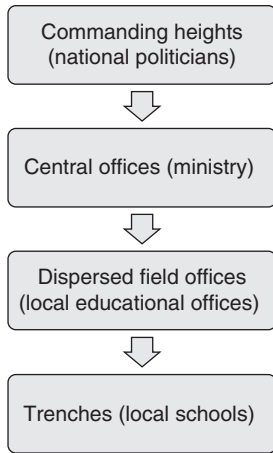 Commanding heights
(national politicians)
Central offices (ministry)
Dispersed field offices
(local educational offices)
Trenches (local schools)